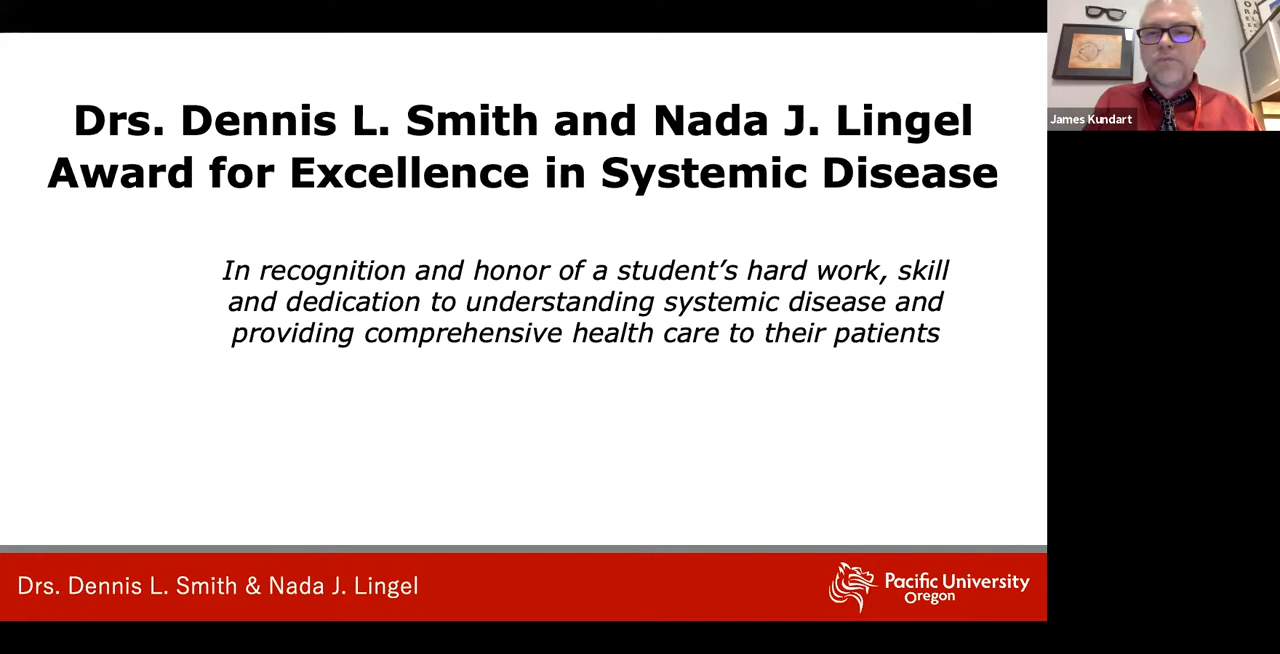 Drs. Dennis L. Smith and Nada J. Lingel
Award for Excellence in Systemic Disease
In recognition and honor of a student’s hard work, skill
and dedication to understanding systemic disease and
providing comprehensive health care to their patients
Drs. Dennis L. Smith & Nada J. Lingel
Pacific University
Oregon
James Kundart